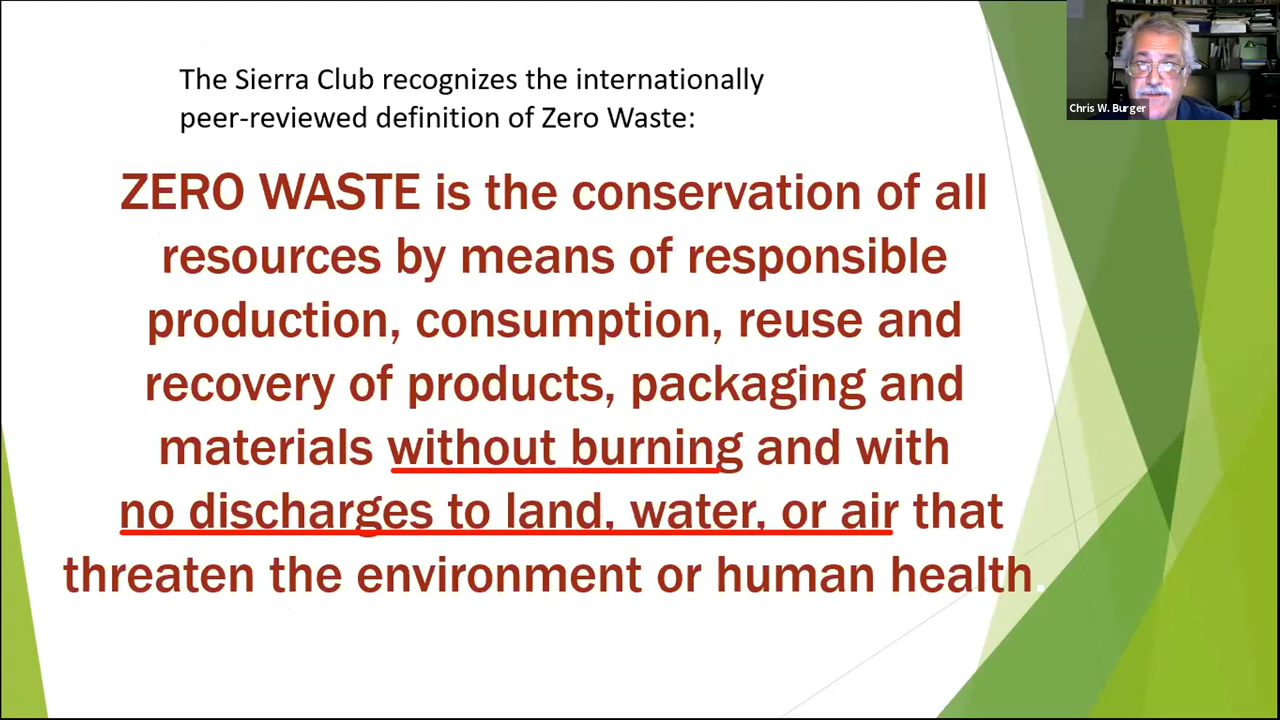 The Sierra Club recognizes the internationally
peer-reviewed definition of Zero Waste:
ZERO WASTE is the conservation of all
resources by means of responsible
production, consumption, reuse and
recovery of products, packaging and
materials without burning and with
no discharges to land, water, or air that
threaten the environment or human health.
Chris W. Burger